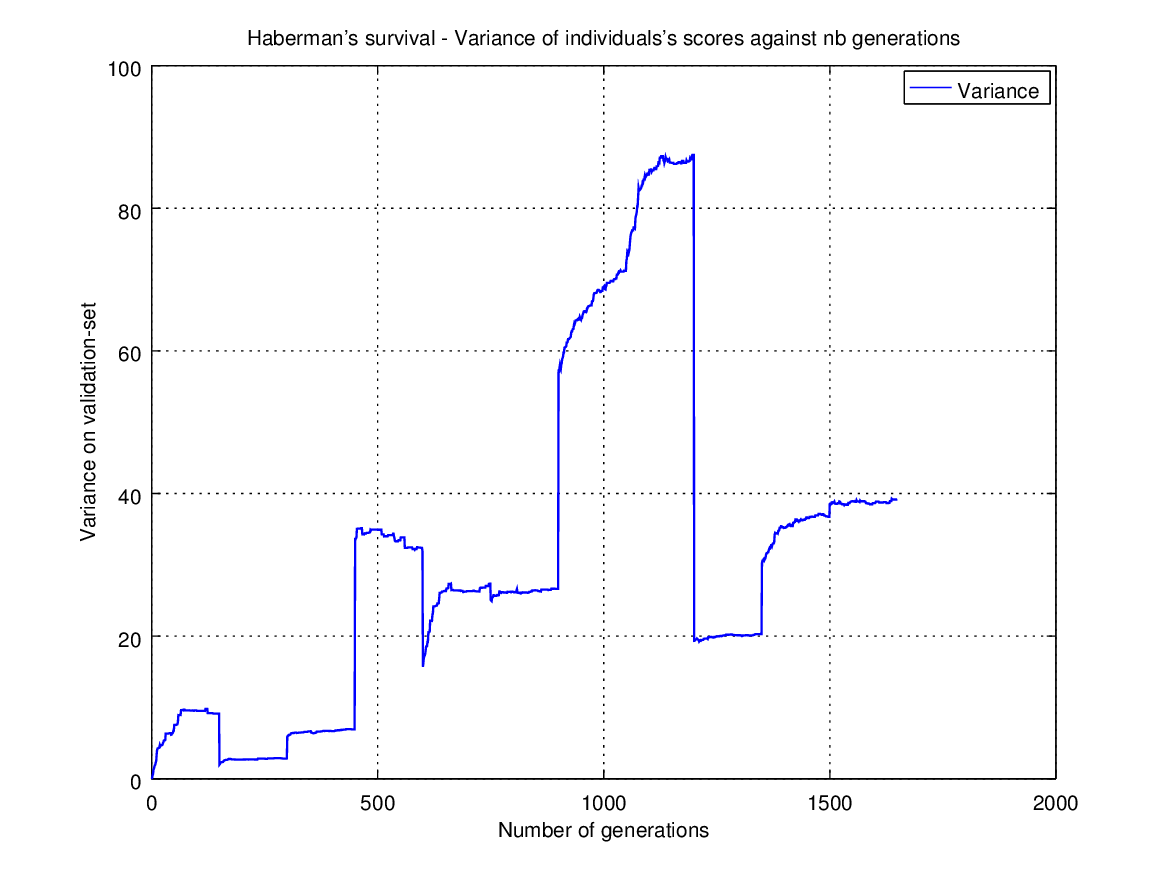 Haberman's survival - Variance of individuals's scores against nb generations
100
Variance
80
60
40
20
0
Variance on validation-set
0 500 1000 1500 2000
Number of generations